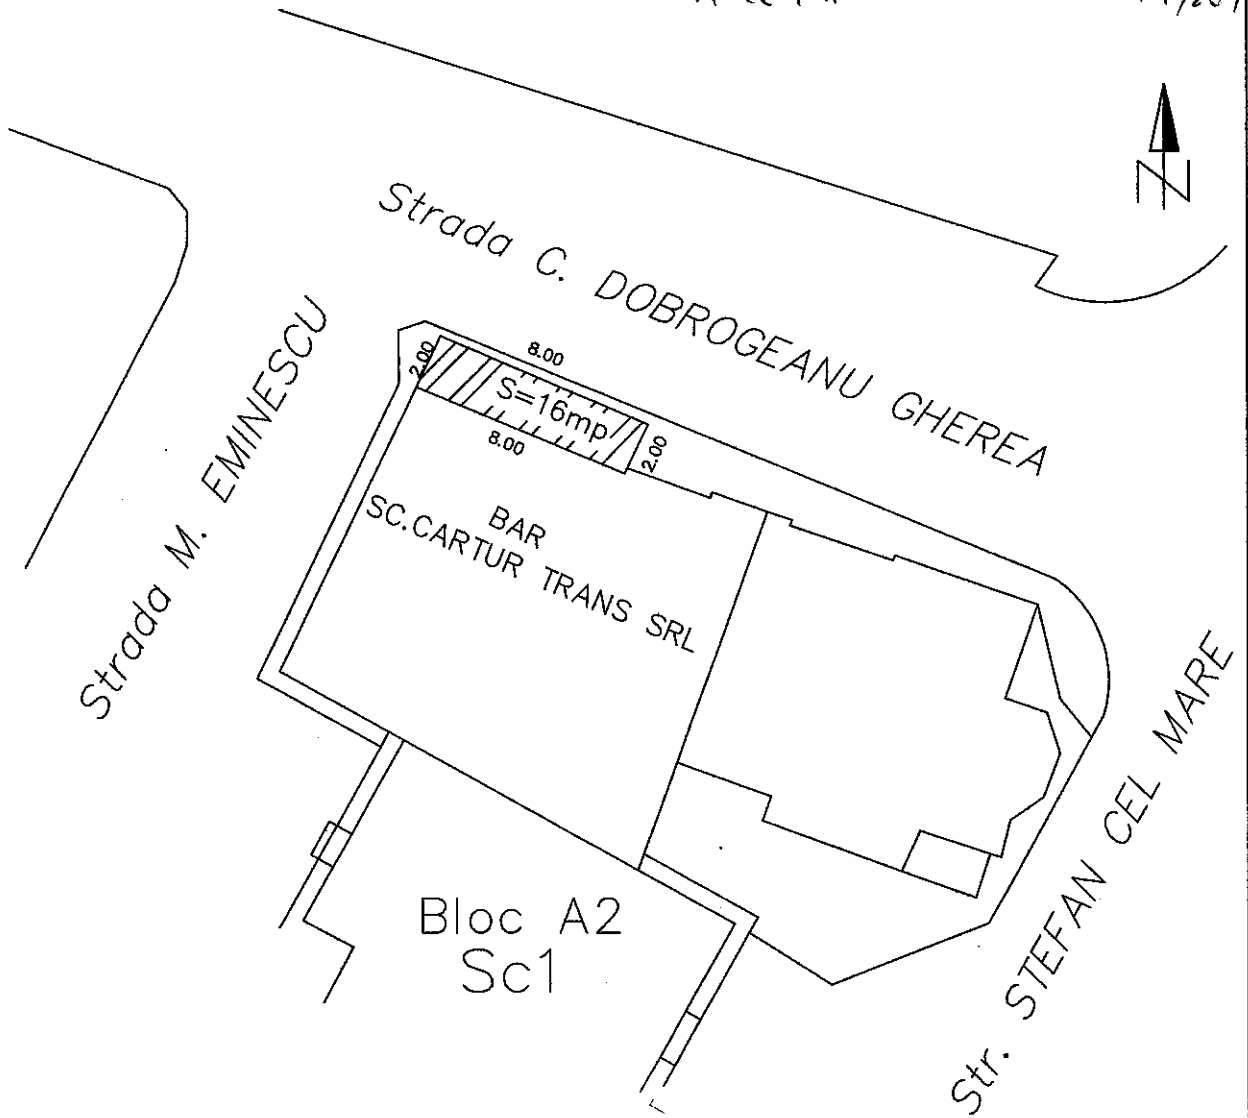 N
Strada C. DOBROGEANU GHEREA
Strada M. EMINESCU
2.00
8.00
S=16mp
8.00
2.00
BAR
SC.CARTUR TRANS SRL
Bloc A2
Sc1
Str. STEFAN CEL MARE